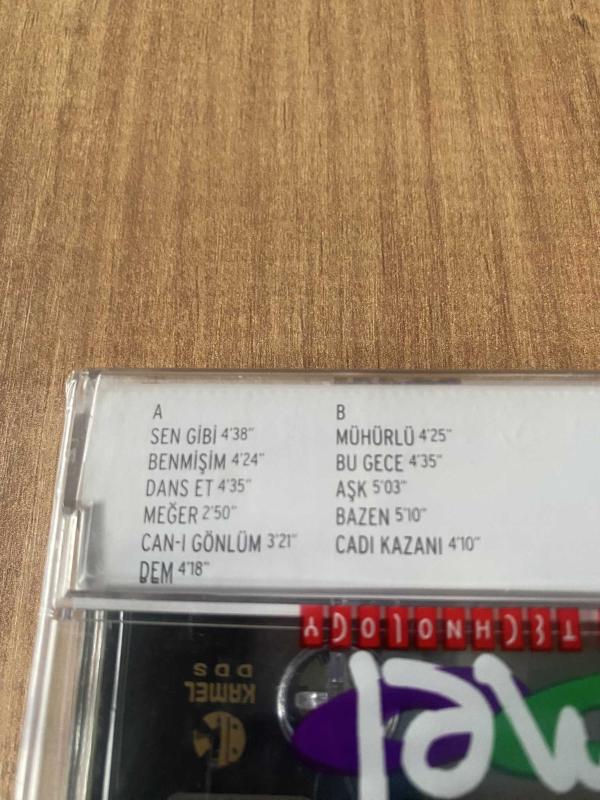 A
SEN GİBİ 4'38"
BENMİŞİM 4'24"
DANS ET 4'35"
MEĞER 2'50"
CAN-I GÖNLÜM 3'21"
DEM 4'18"
B
MÜHÜRLÜ 4'25"
BU GECE 4'35"
AŞK 5'03"
BAZEN 5'10"
CADI KAZANI 4'10"
TECHNOLOGY
KAMEL
DDS